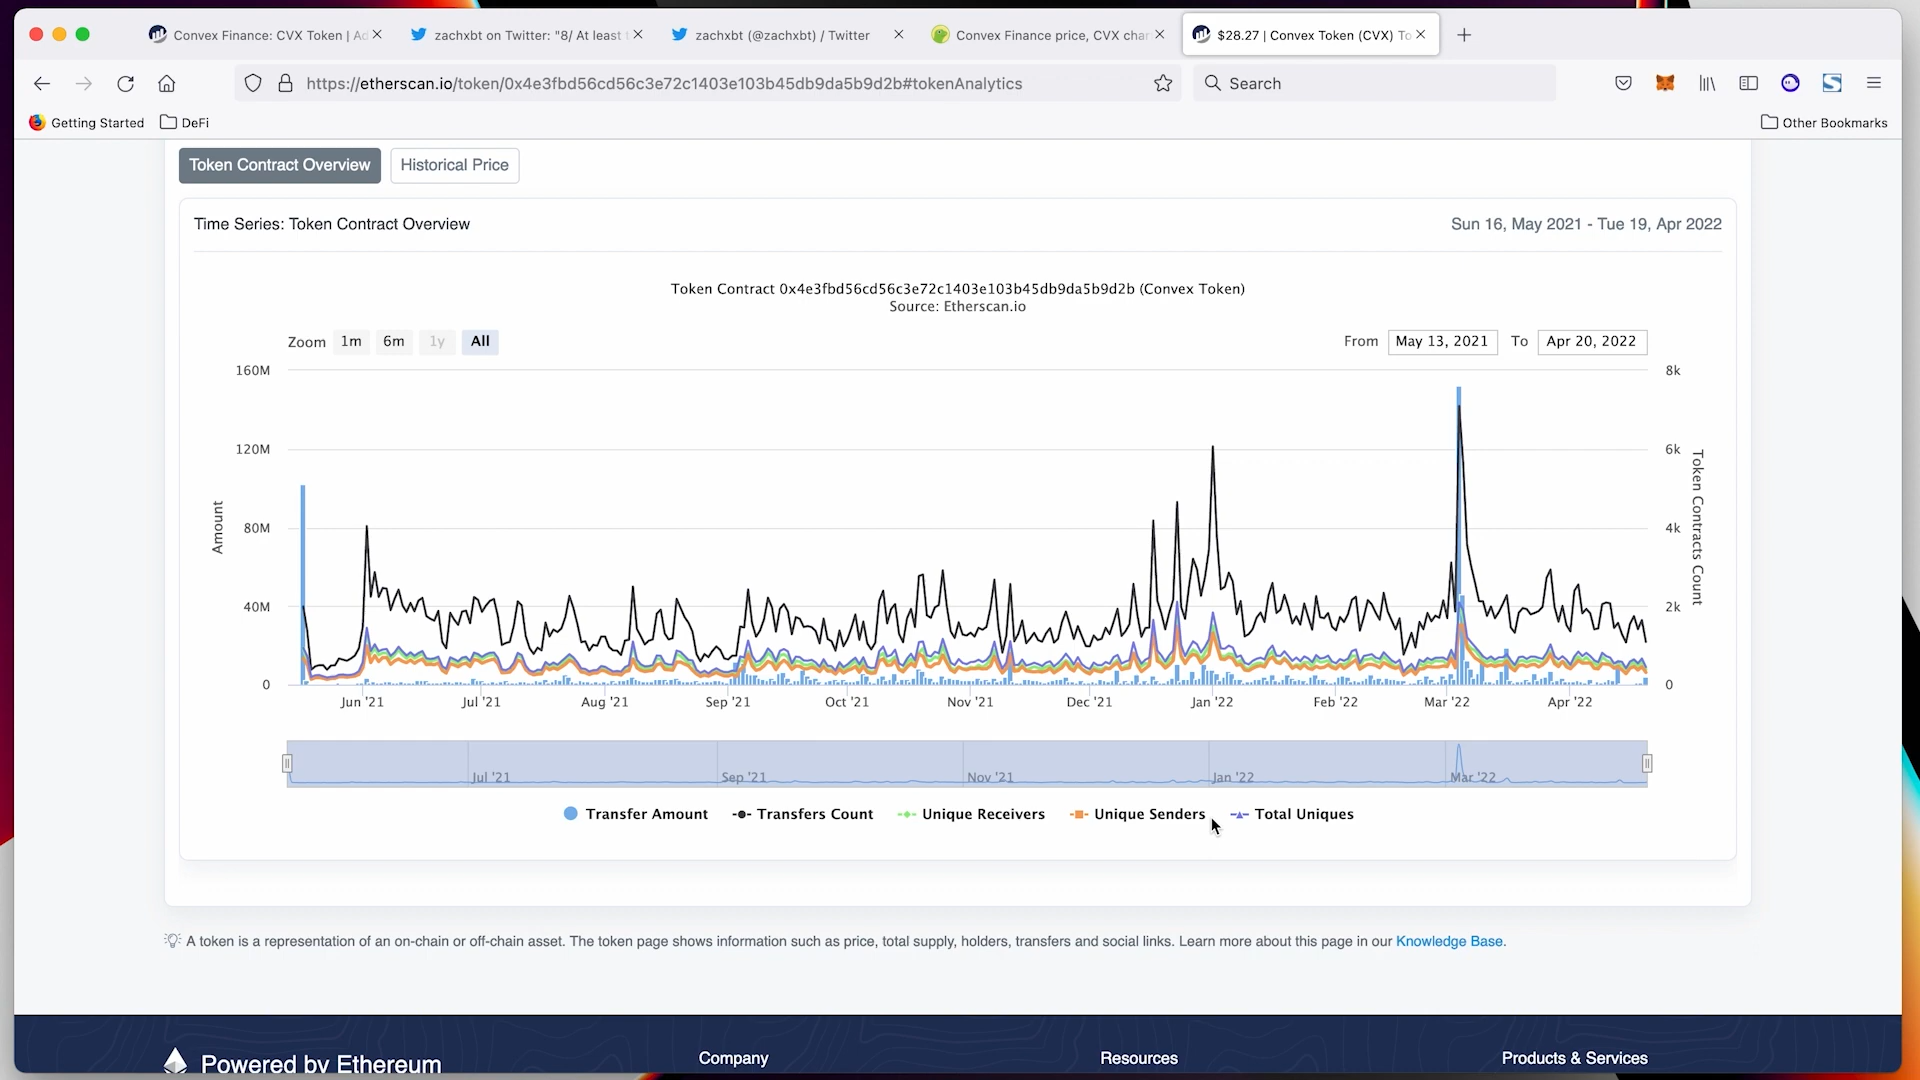 Convex Finance: CVX Token | Ad
zachxbt on Twitter: "8/ At least
zachxbt (@zachxbt) / Twitter
Convex Finance price, CVX char
$28.27 | Convex Token (CVX) To
https://etherscan.io/token/0x4e3fbd56cd56c3e72c1403e103b45db9da5b9d2b#tokenAnalytics
Search
Getting Started
DeFi
Other Bookmarks
Token Contract Overview
Historical Price
Time Series: Token Contract Overview
Sun 16, May 2021 - Tue 19, Apr 2022
Token Contract 0x4e3fbd56cd56c3e72c1403e103b45db9da5b9d2b (Convex Token)
Source: Etherscan.io
Zoom 1m 6m 1y All
From May 13, 2021 To Apr 20, 2022
160M 8k
120M 6k
80M 4k
40M 2k
0 0
Amount
Token Contracts Count
Jun '21 Jul '21 Aug '21 Sep '21 Oct '21 Nov '21 Dec '21 Jan '22 Feb '22 Mar '22 Apr '22
Jul '21 Sep '21 Nov '21 Jan '22 Mar '22
Transfer Amount Transfers Count Unique Receivers Unique Senders Total Uniques
A token is a representation of an on-chain or off-chain asset. The token page shows information such as price, total supply, holders, transfers and social links. Learn more about this page in our Knowledge Base.
Powered by Ethereum
Company
Resources
Products & Services